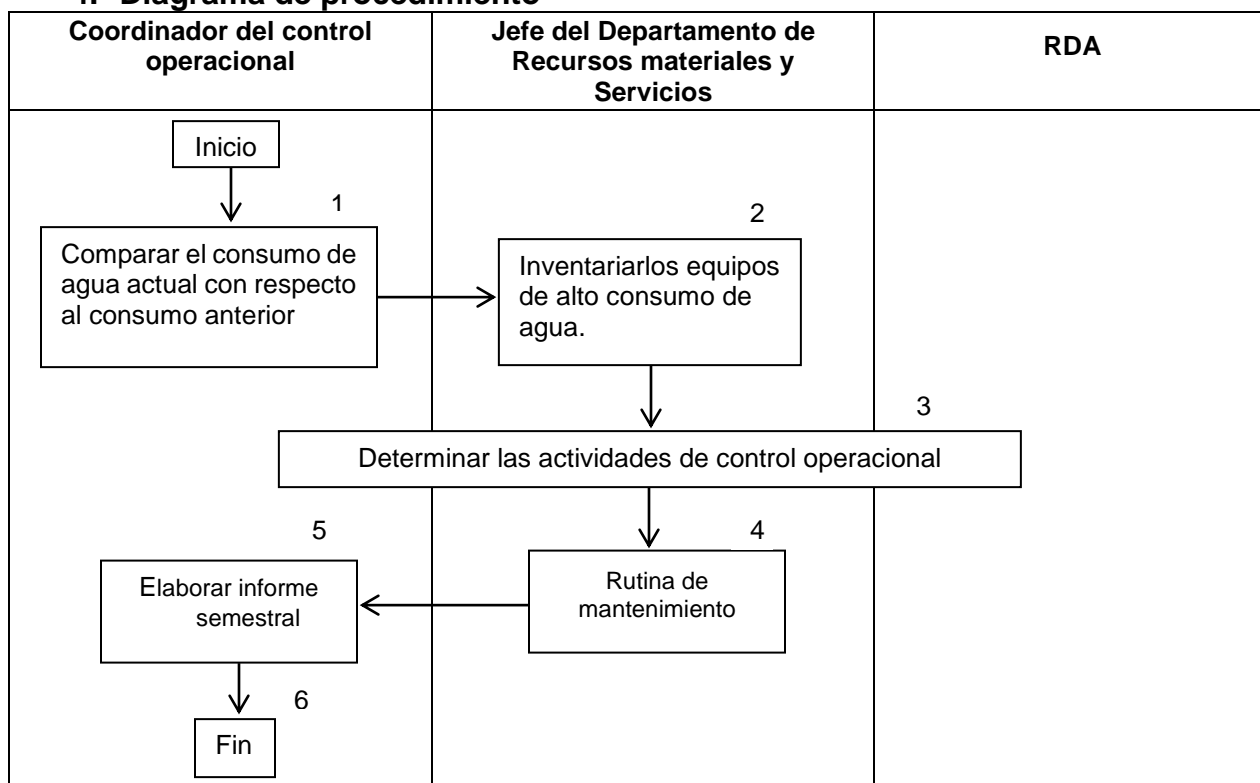 4. Diagrama de procedimiento
Coordinador del control
operacional
Jefe del Departamento de
Recursos materiales y
Servicios
RDA
Inicio
1
Comparar el consumo de
agua actual con respecto
al consumo anterior
2
Inventariarlos equipos
de alto consumo de
agua.
3
Determinar las actividades de control operacional
4
Rutina de
mantenimiento
5
Elaborar informe
semestral
6
Fin